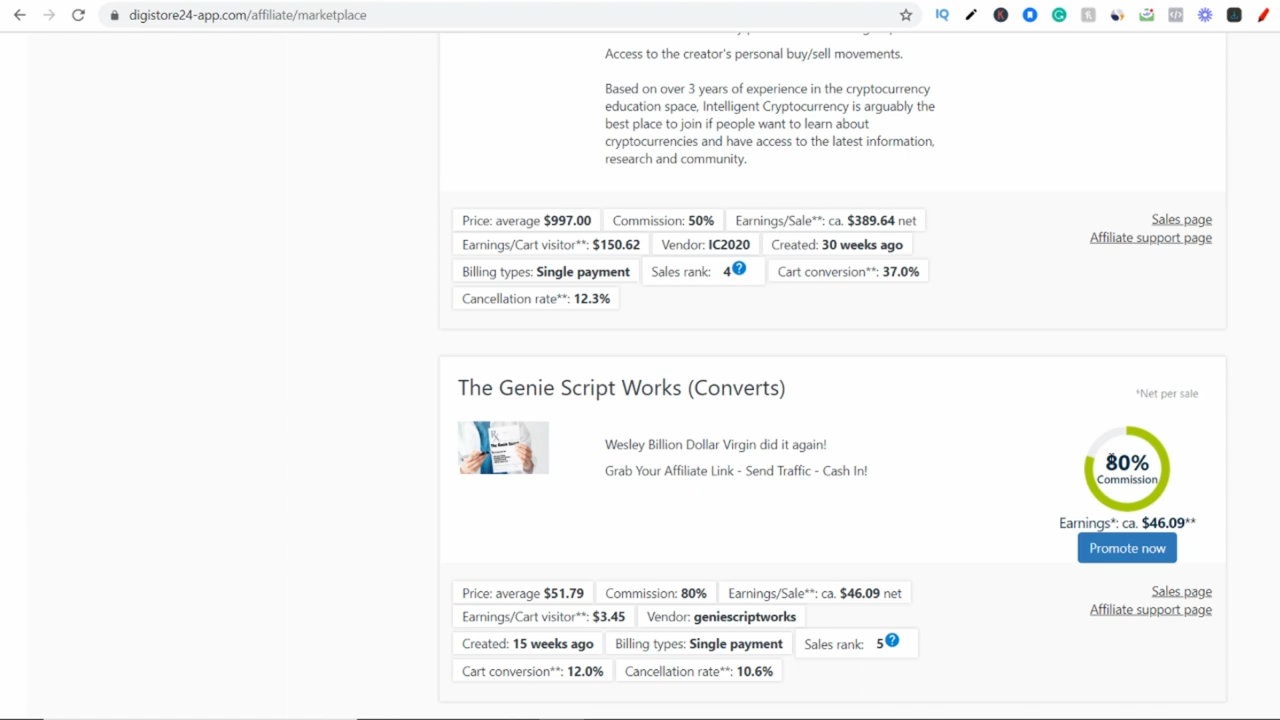 digistore24-app.com/affiliate/marketplace
IQ
Access to the creator's personal buy/sell movements.
Based on over 3 years of experience in the cryptocurrency
education space, Intelligent Cryptocurrency is arguably the
best place to join if people want to learn about
cryptocurrencies and have access to the latest information,
research and community.
Price: average $997.00 Commission: 50% Earnings/Sale**: ca. $389.64 net
Sales page
Affiliate support page
Earnings/Cart visitor**: $150.62 Vendor: IC2020 Created: 30 weeks ago
Billing types: Single payment Sales rank: 4 ? Cart conversion**: 37.0%
Cancellation rate**: 12.3%
The Genie Script Works (Converts)
*Net per sale
Wesley Billion Dollar Virgin did it again!
Grab Your Affiliate Link - Send Traffic - Cash In!
80%
Commission
Earnings*: ca. $46.09**
Promote now
Price: average $51.79 Commission: 80% Earnings/Sale**: ca. $46.09 net
Sales page
Affiliate support page
Earnings/Cart visitor**: $3.45 Vendor: geniescriptworks
Created: 15 weeks ago Billing types: Single payment Sales rank: 5 ?
Cart conversion**: 12.0% Cancellation rate**: 10.6%